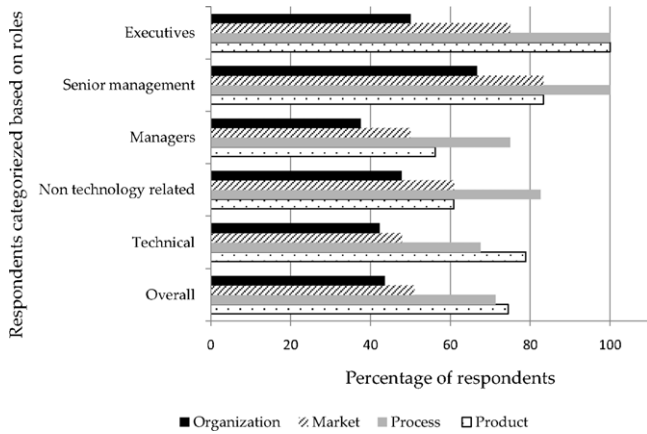 Respondents categoriezed based on roles
Executives
Senior management
Managers
Non technology related
Technical
Overall
0 20 40 60 80 100
Percentage of respondents
Organization Market Process Product